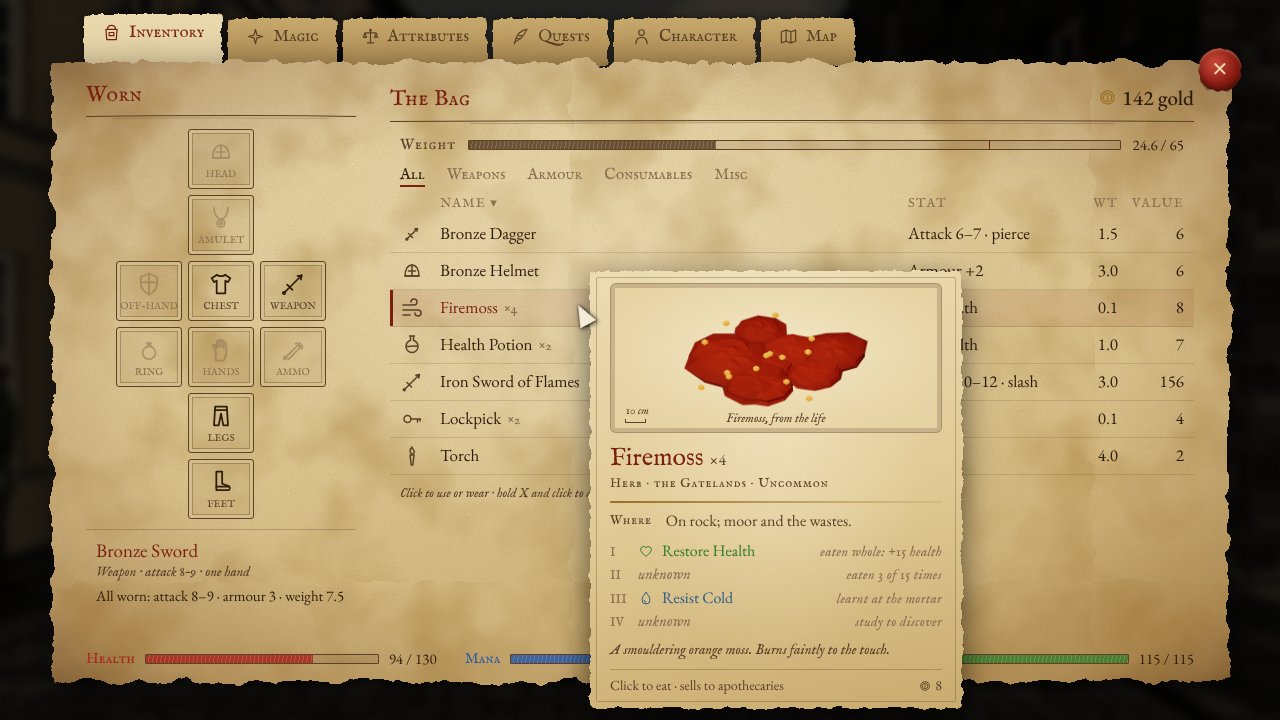 Inventory
Magic
Attributes
Quests
Character
Map
Worn
HEAD
AMULET
OFF-HAND
CHEST
WEAPON
RING
HANDS
AMMO
LEGS
FEET
Bronze Sword
Weapon · attack 8–9 · one hand
All worn: attack 8–9 · armour 3 · weight 7.5
The Bag
142 gold
Weight
24.6 / 65
All Weapons Armour Consumables Misc
NAME ▾ STAT WT VALUE
Bronze Dagger Attack 6–7 · pierce 1.5 6
Bronze Helmet Armour +2 3.0 6
Firemoss ×4 0.1 8
Health Potion ×2 1.0 7
Iron Sword of Flames 0–12 · slash 3.0 156
Lockpick ×2 0.1 4
Torch 4.0 2
Click to use or wear · hold X and click to
10 cm
Firemoss, from the life
Firemoss ×4
Herb · the Gatelands · Uncommon
Where On rock; moor and the wastes.
I Restore Health eaten whole: +15 health
II unknown eaten 3 of 15 times
III Resist Cold learnt at the mortar
IV unknown study to discover
A smouldering orange moss. Burns faintly to the touch.
Click to eat · sells to apothecaries 8
Health 94 / 130 Mana 115 / 115